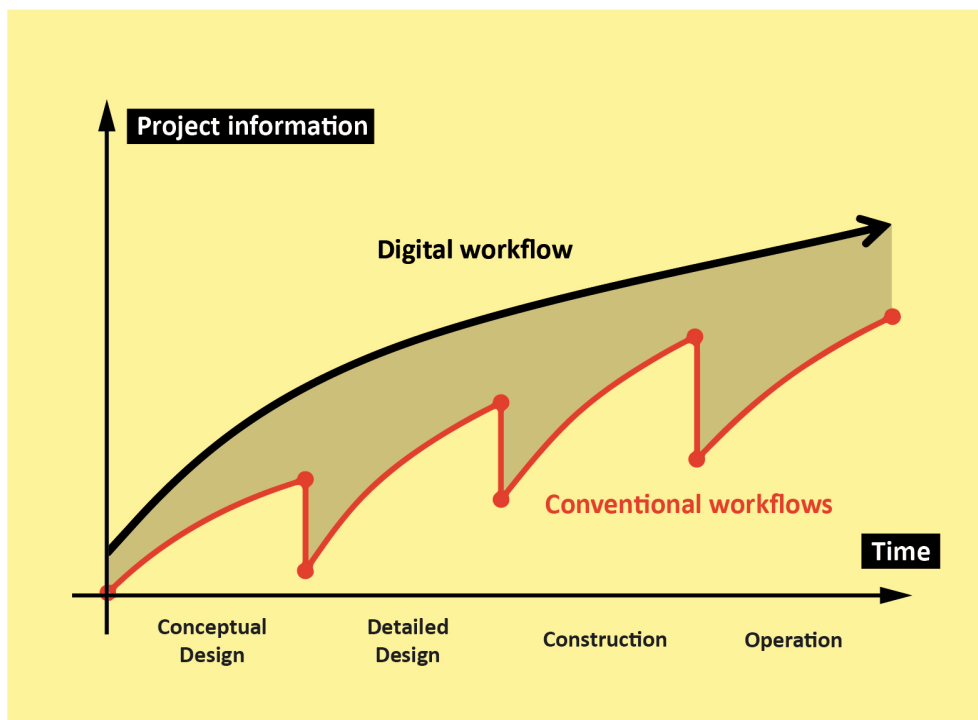 Project information
Digital workflow
Conventional workflows
Time
Conceptual
Design
Detailed
Design
Construction
Operation